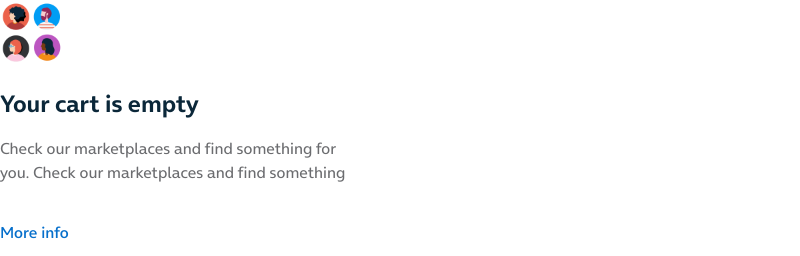 Your cart is empty
Check our marketplaces and find something for
you. Check our marketplaces and find something
More info